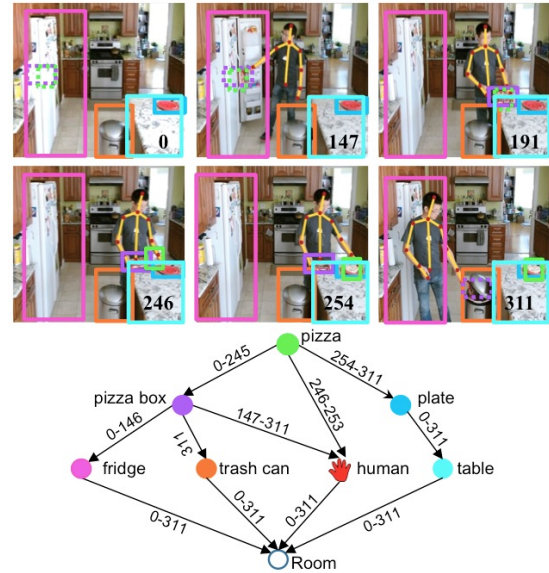 0
147
191
246
254
311
pizza
0-245
246-253
254-311
pizza box
plate
0-146
311
147-311
0-311
fridge
trash can
human
table
0-311
0-311
0-311
0-311
Room